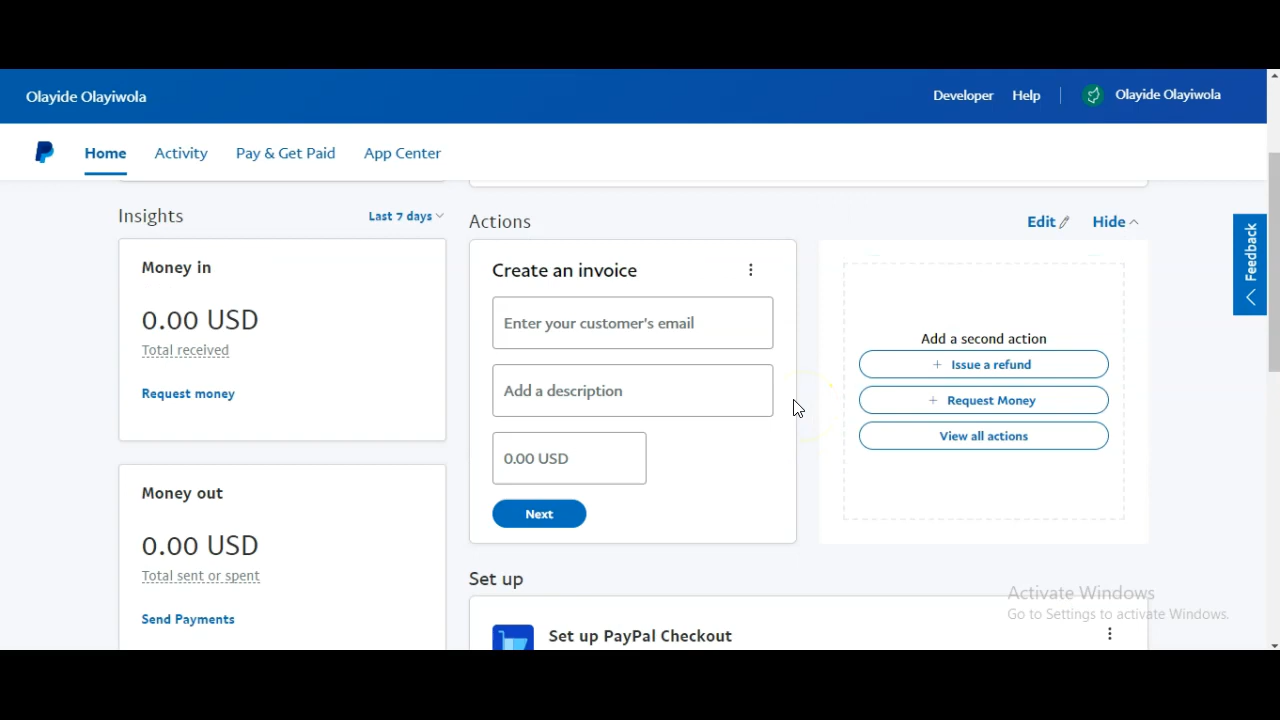 Olayide Olayiwola
Developer Help Olayide Olayiwola
Home Activity Pay & Get Paid App Center
Insights Last 7 days
Money in
0.00 USD
Total received
Request money
Money out
0.00 USD
Total sent or spent
Send Payments
Actions Edit Hide
Create an invoice
Enter your customer's email
Add a description
0.00 USD
Next
Add a second action
+ Issue a refund
+ Request Money
View all actions
Set up
Set up PayPal Checkout
Feedback
Activate Windows
Go to Settings to activate Windows.